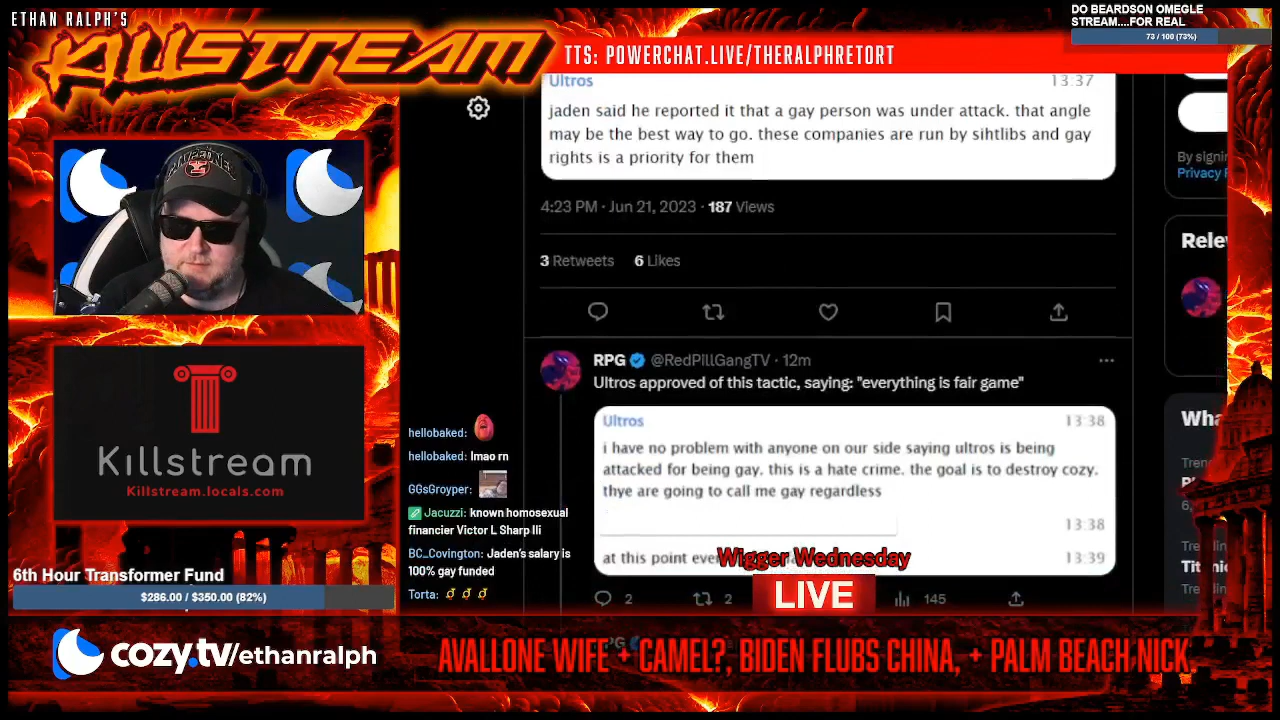 ETHAN RALPH'S
KILLSTREAM
TTS: POWERCHAT.LIVE/THERALPHRETORT
DO BEARDSON OMEGLE
STREAM....FOR REAL
73 / 100 (73%)
Ultros
13:37
jaden said he reported it that a gay person was under attack. that angle
may be the best way to go. these companies are run by sihtlibs and gay
rights is a priority for them
4:23 PM · Jun 21, 2023 · 187 Views
3 Retweets 6 Likes
RPG @RedPillGangTV · 12m
Ultros approved of this tactic, saying: "everything is fair game"
Ultros
13:38
i have no problem with anyone on our side saying ultros is being
attacked for being gay. this is a hate crime. the goal is to destroy cozy.
thye are going to call me gay regardless
13:38
at this point
13:39
2
2
145
By
Privacy
Killstream
Killstream.locals.com
hellobaked:
hellobaked: lmao rn
GGsGroyper:
Jacuzzi: known homosexual
financier Victor L Sharp IIi
BC_Covington: Jaden's salary is
100% gay funded
Torta:
Wigger Wednesday
LIVE
6th Hour Transformer Fund
$286.00 / $350.00 (82%)
cozy.tv/ethanralph
AVALLONE WIFE + CAMEL?, BIDEN FLUBS CHINA, + PALM BEACH NICK.